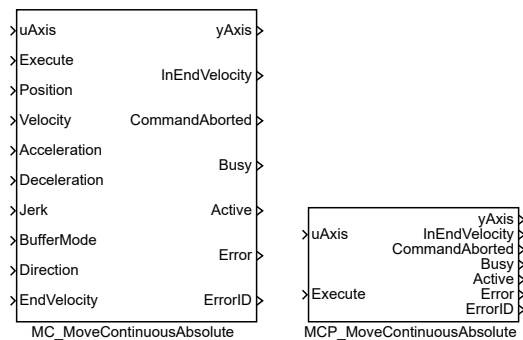 uAxis
Execute
Position
Velocity
Acceleration
Deceleration
Jerk
BufferMode
Direction
EndVelocity
yAxis
InEndVelocity
CommandAborted
Busy
Active
Error
ErrorID
MC_MoveContinuousAbsolute
uAxis
Execute
yAxis
InEndVelocity
CommandAborted
Busy
Active
Error
ErrorID
MCP_MoveContinuousAbsolute